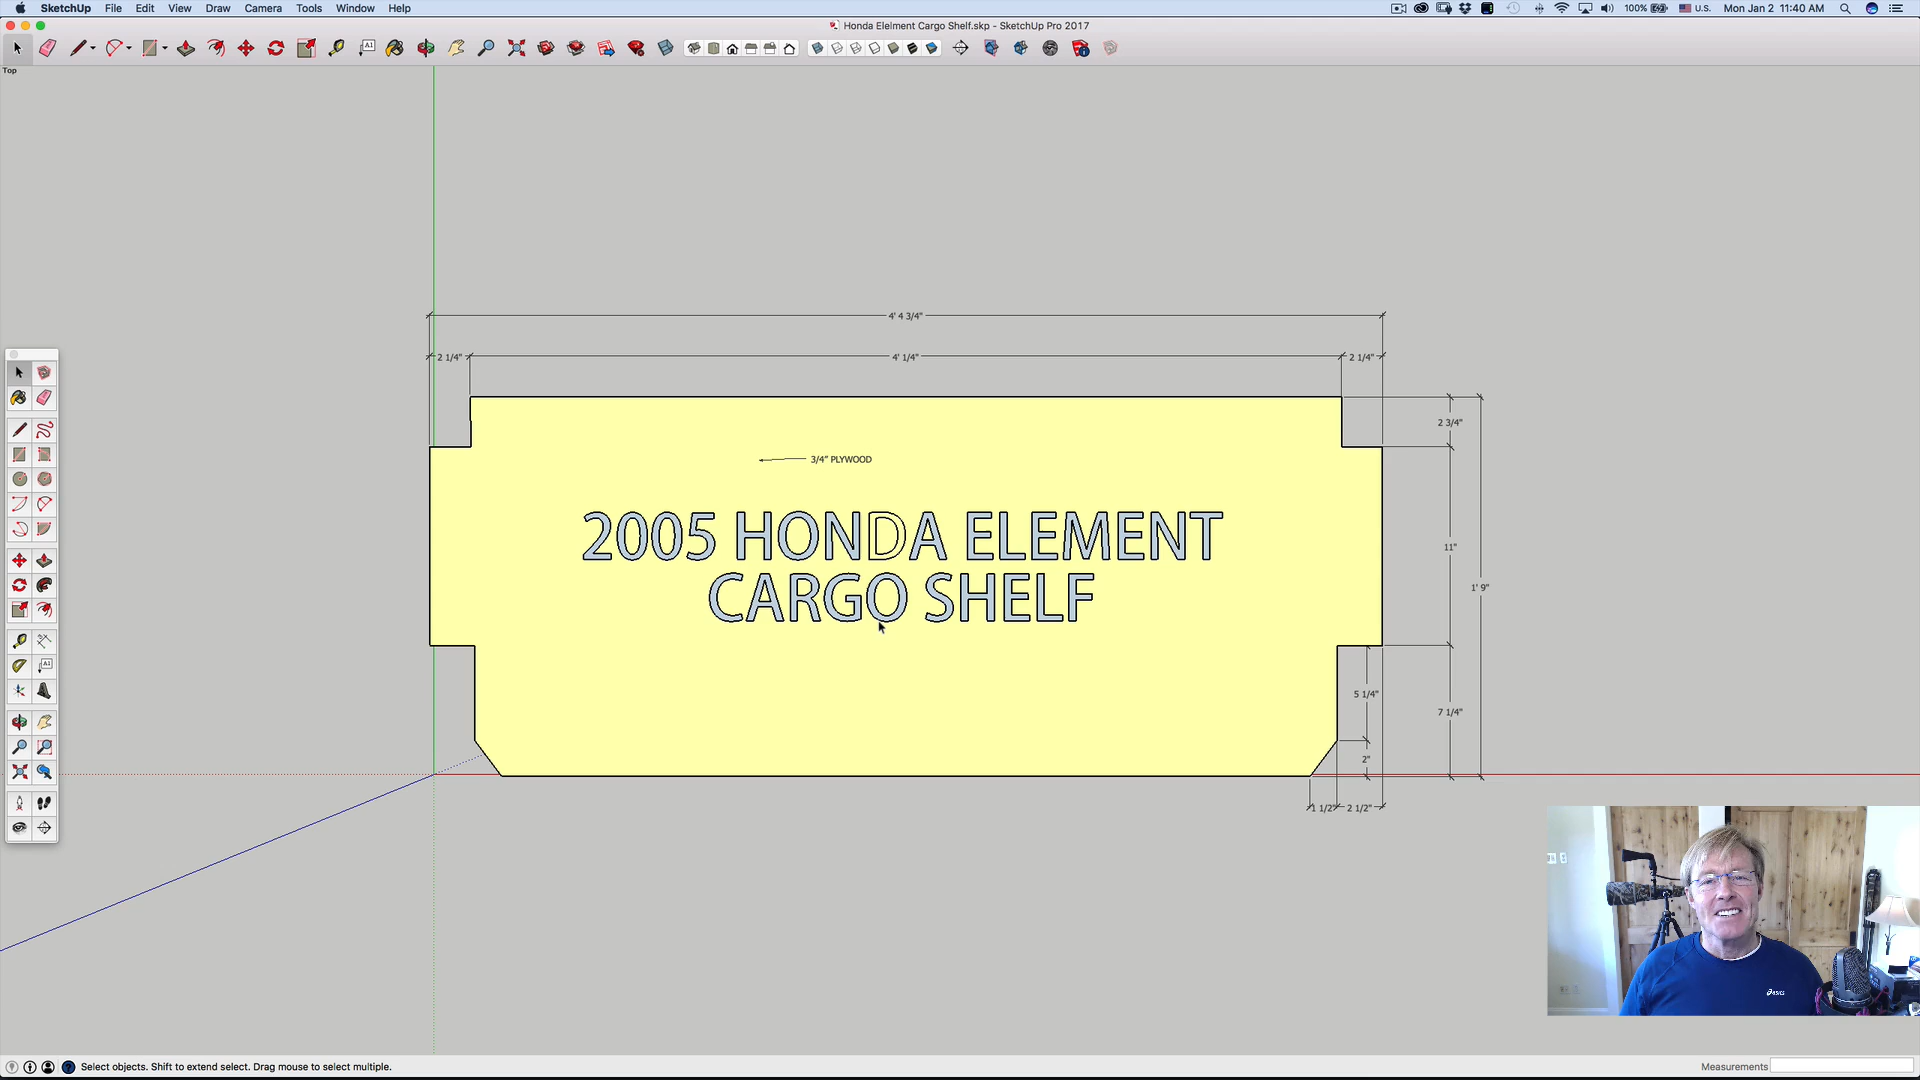 SketchUp File Edit View Draw Camera Tools Window Help
100% U.S. Mon Jan 2 11:40 AM
Honda Elelment Cargo Shelf.skp - SketchUp Pro 2017
Top
4' 4 3/4"
2 1/4" 4' 1/4" 2 1/4"
2 3/4"
3/4" PLYWOOD
2005 HONDA ELEMENT
CARGO SHELF
11"
1' 9"
5 1/4"
7 1/4"
2"
1 1/2" 2 1/2"
asics
Select objects. Shift to extend select. Drag mouse to select multiple.
Measurements